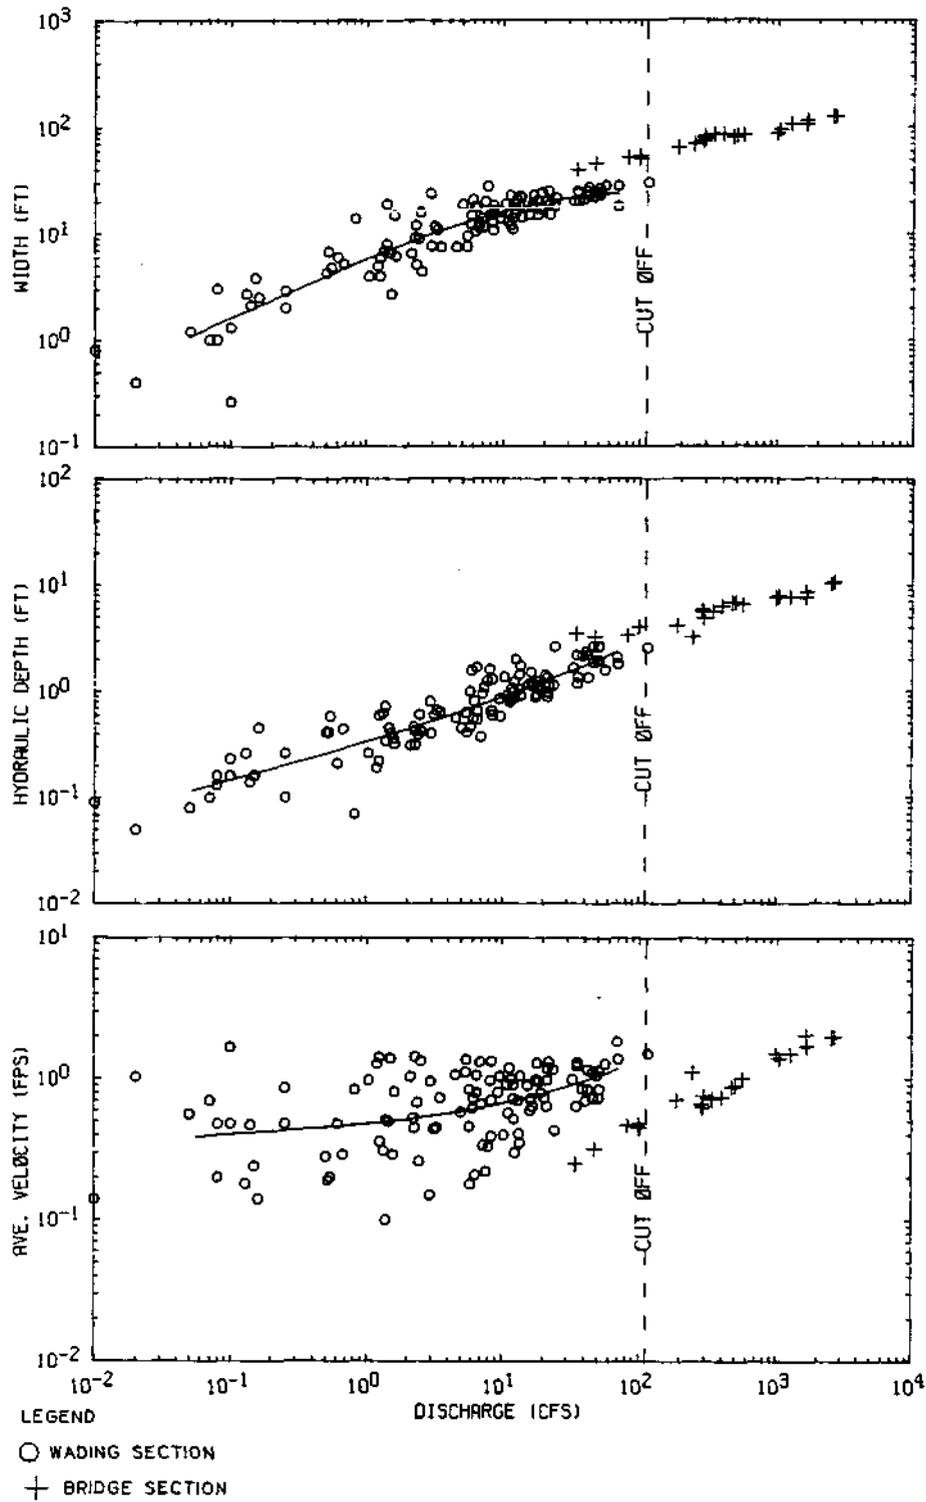 10³
10²
10¹
10⁰
10⁻¹
WIDTH (FT)
CUT ØFF
10²
10¹
10⁰
10⁻¹
10⁻²
HYDRAULIC DEPTH (FT)
CUT ØFF
10¹
10⁰
10⁻¹
10⁻²
AVE. VELØCITY (FPS)
CUT ØFF
10⁻² 10⁻¹ 10⁰ 10¹ 10² 10³ 10⁴
DISCHARGE (CFS)
LEGEND
WADING SECTION
BRIDGE SECTION